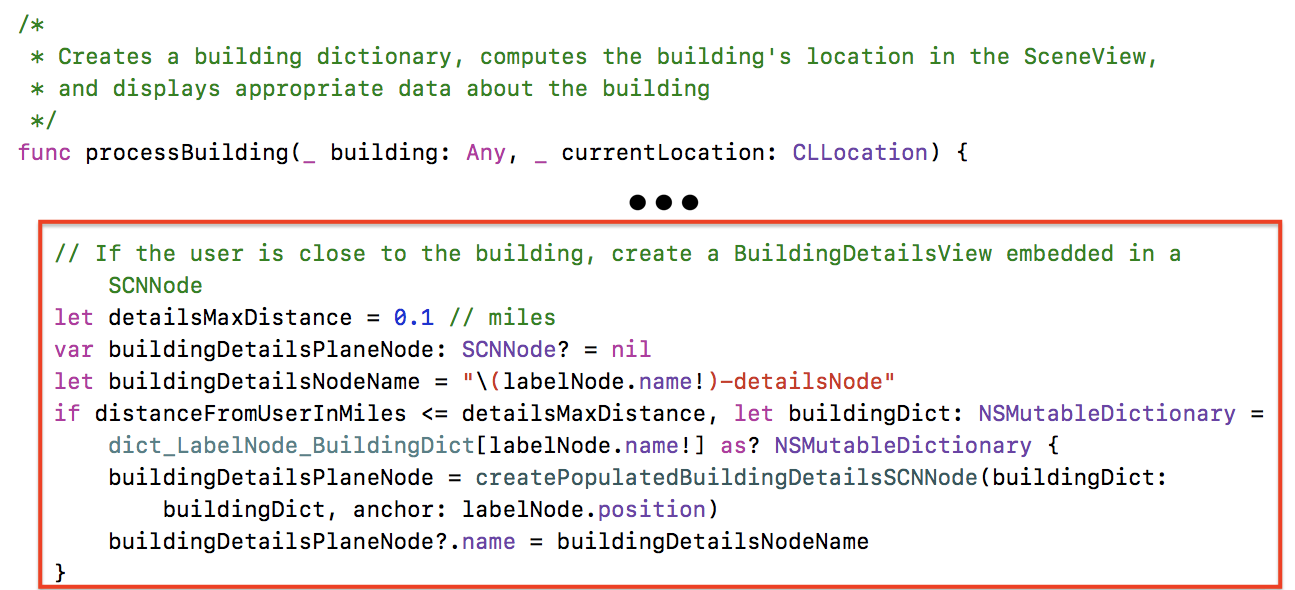 /*
 * Creates a building dictionary, computes the building's location in the SceneView,
 * and displays appropriate data about the building
 */
func processBuilding(_ building: Any, _ currentLocation: CLLocation) {
●●●
// If the user is close to the building, create a BuildingDetailsView embedded in a
SCNNode
let detailsMaxDistance = 0.1 // miles
var buildingDetailsPlaneNode: SCNNode? = nil
let buildingDetailsNodeName = "\(labelNode.name!)-detailsNode"
if distanceFromUserInMiles <= detailsMaxDistance, let buildingDict: NSMutableDictionary =
dict_LabelNode_BuildingDict[labelNode.name!] as? NSMutableDictionary {
buildingDetailsPlaneNode = createPopulatedBuildingDetailsSCNNode(buildingDict:
buildingDict, anchor: labelNode.position)
buildingDetailsPlaneNode?.name = buildingDetailsNodeName
}